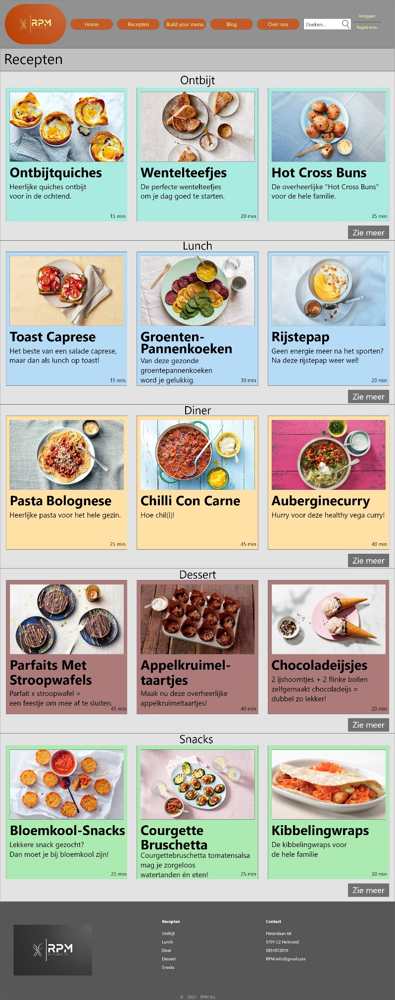 RPM
Home
Recepten
Build your menu
Blog
Over ons
Zoeken...
Inloggen
Registreren
Recepten
Ontbijt
Ontbijtquiches
Heerlijke quiches ontbijt
voor in de ochtend.
15 min
Wentelteefjes
De perfecte wentelteefjes
om je dag goed te starten.
20 min
Hot Cross Buns
De overheerlijke "Hot Cross Buns"
voor de hele familie.
35 min
Zie meer
Lunch
Toast Caprese
Het beste van een salade caprese,
maar dan als lunch op toast!
15 min
Groenten-
Pannenkoeken
Van deze gezonde
groentepannenkoeken
word je gelukkig.
30 min
Rijstepap
Geen energie meer na het sporten?
Na deze rijstepap weer wel!
20 min
Zie meer
Diner
Pasta Bolognese
Heerlijke pasta voor het hele gezin.
25 min
Chilli Con Carne
Hoe chil(i)!
45 min
Auberginecurry
Hurry voor deze healthy vega curry!
40 min
Zie meer
Dessert
Parfaits Met
Stroopwafels
Parfait x stroopwafel =
een feestje om mee af te sluiten.
45 min
Appelkruimel-
taartjes
Maak nu deze overheerlijke
appelkruimeltaartjes!
40 min
Chocoladeijsjes
2 ijshoorntjes + 2 flinke bollen
zelfgemaakt chocoladeijs =
dubbel zo lekker!
20 min
Zie meer
Snacks
Bloemkool-Snacks
Lekkere snack gezocht?
Dan moet je bij bloemkool zijn!
25 min
Courgette
Bruschetta
Courgettebruschetta tomatensalsa
mag je zorgeloos
watertanden én eten!
25 min
Kibbelingwraps
De kibbelingwraps voor
de hele familie
30 min
Zie meer
RPM
Recepten
Ontbijt
Lunch
Diner
Dessert
Snacks
Contact
Pieterslaan 68
5701 CZ Helmond
0654872819
RPM-info@gmail.com
© 2021 RPM Inc